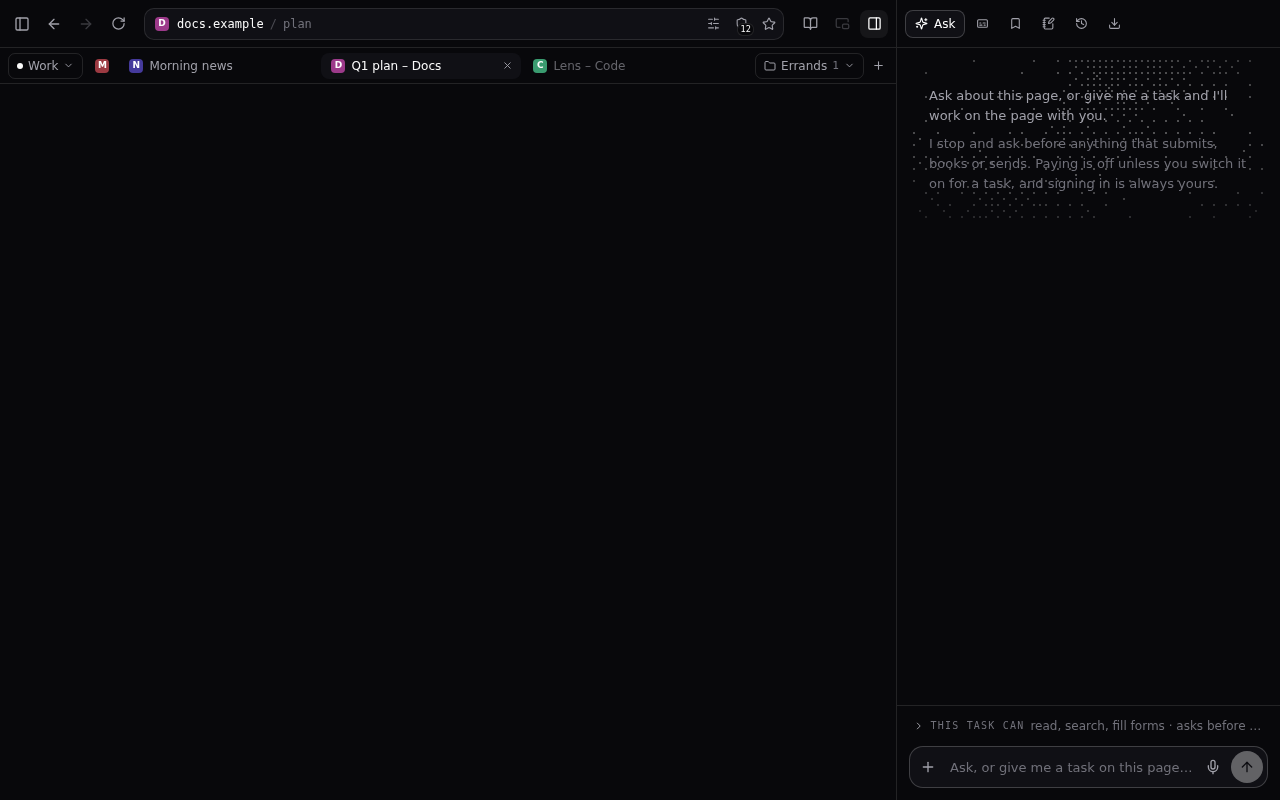 D docs.example / plan
12
Ask
Work
M
N Morning news
D Q1 plan – Docs
C Lens – Code
Errands 1
Ask about this page, or give me a task and I'll
work on the page with you.
I stop and ask before anything that submits,
books or sends. Paying is off unless you switch it
on for a task, and signing in is always yours.
THIS TASK CAN read, search, fill forms · asks before …
Ask, or give me a task on this page…